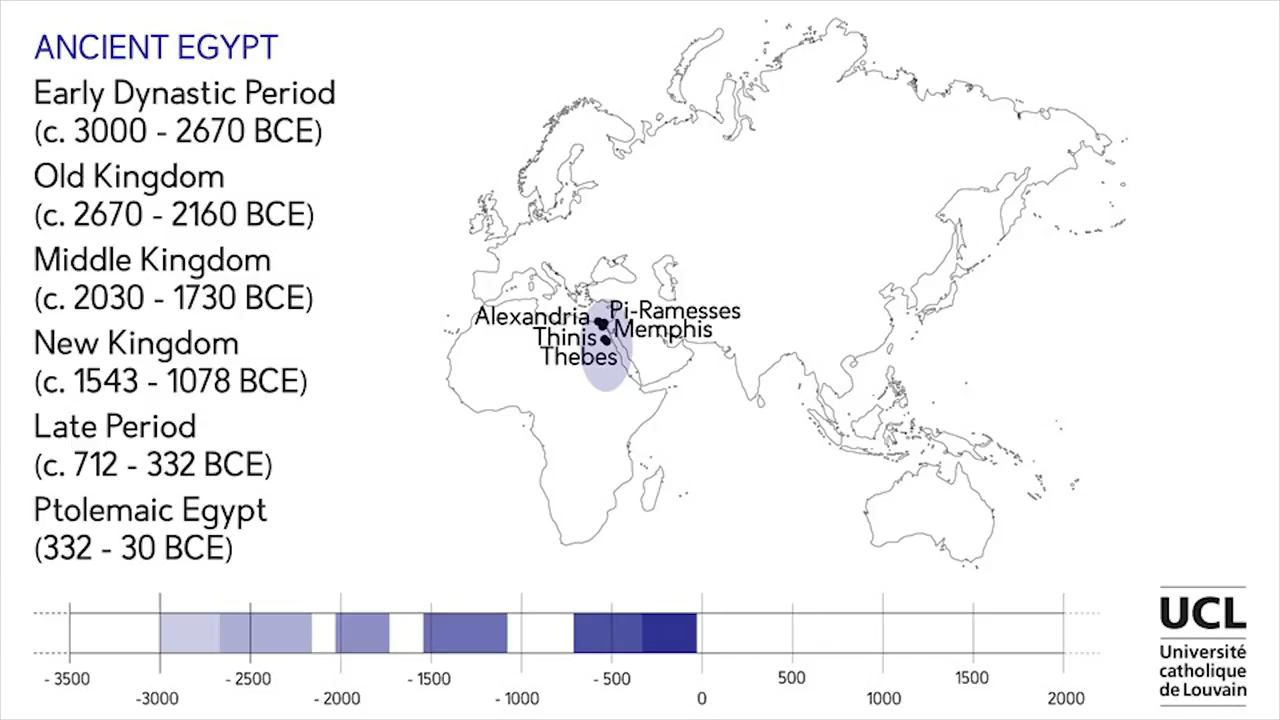 ANCIENT EGYPT
Early Dynastic Period
(c. 3000 - 2670 BCE)
Old Kingdom
(c. 2670 - 2160 BCE)
Middle Kingdom
(c. 2030 - 1730 BCE)
New Kingdom
(c. 1543 - 1078 BCE)
Late Period
(c. 712 - 332 BCE)
Ptolemaic Egypt
(332 - 30 BCE)
Pi-Ramesses
Alexandria
Memphis
Thinis
Thebes
- 3500
-3000
- 2500
- 2000
- 1500
- 1000
- 500
0
500
1000
1500
2000
UCL
Université
catholique
de Louvain